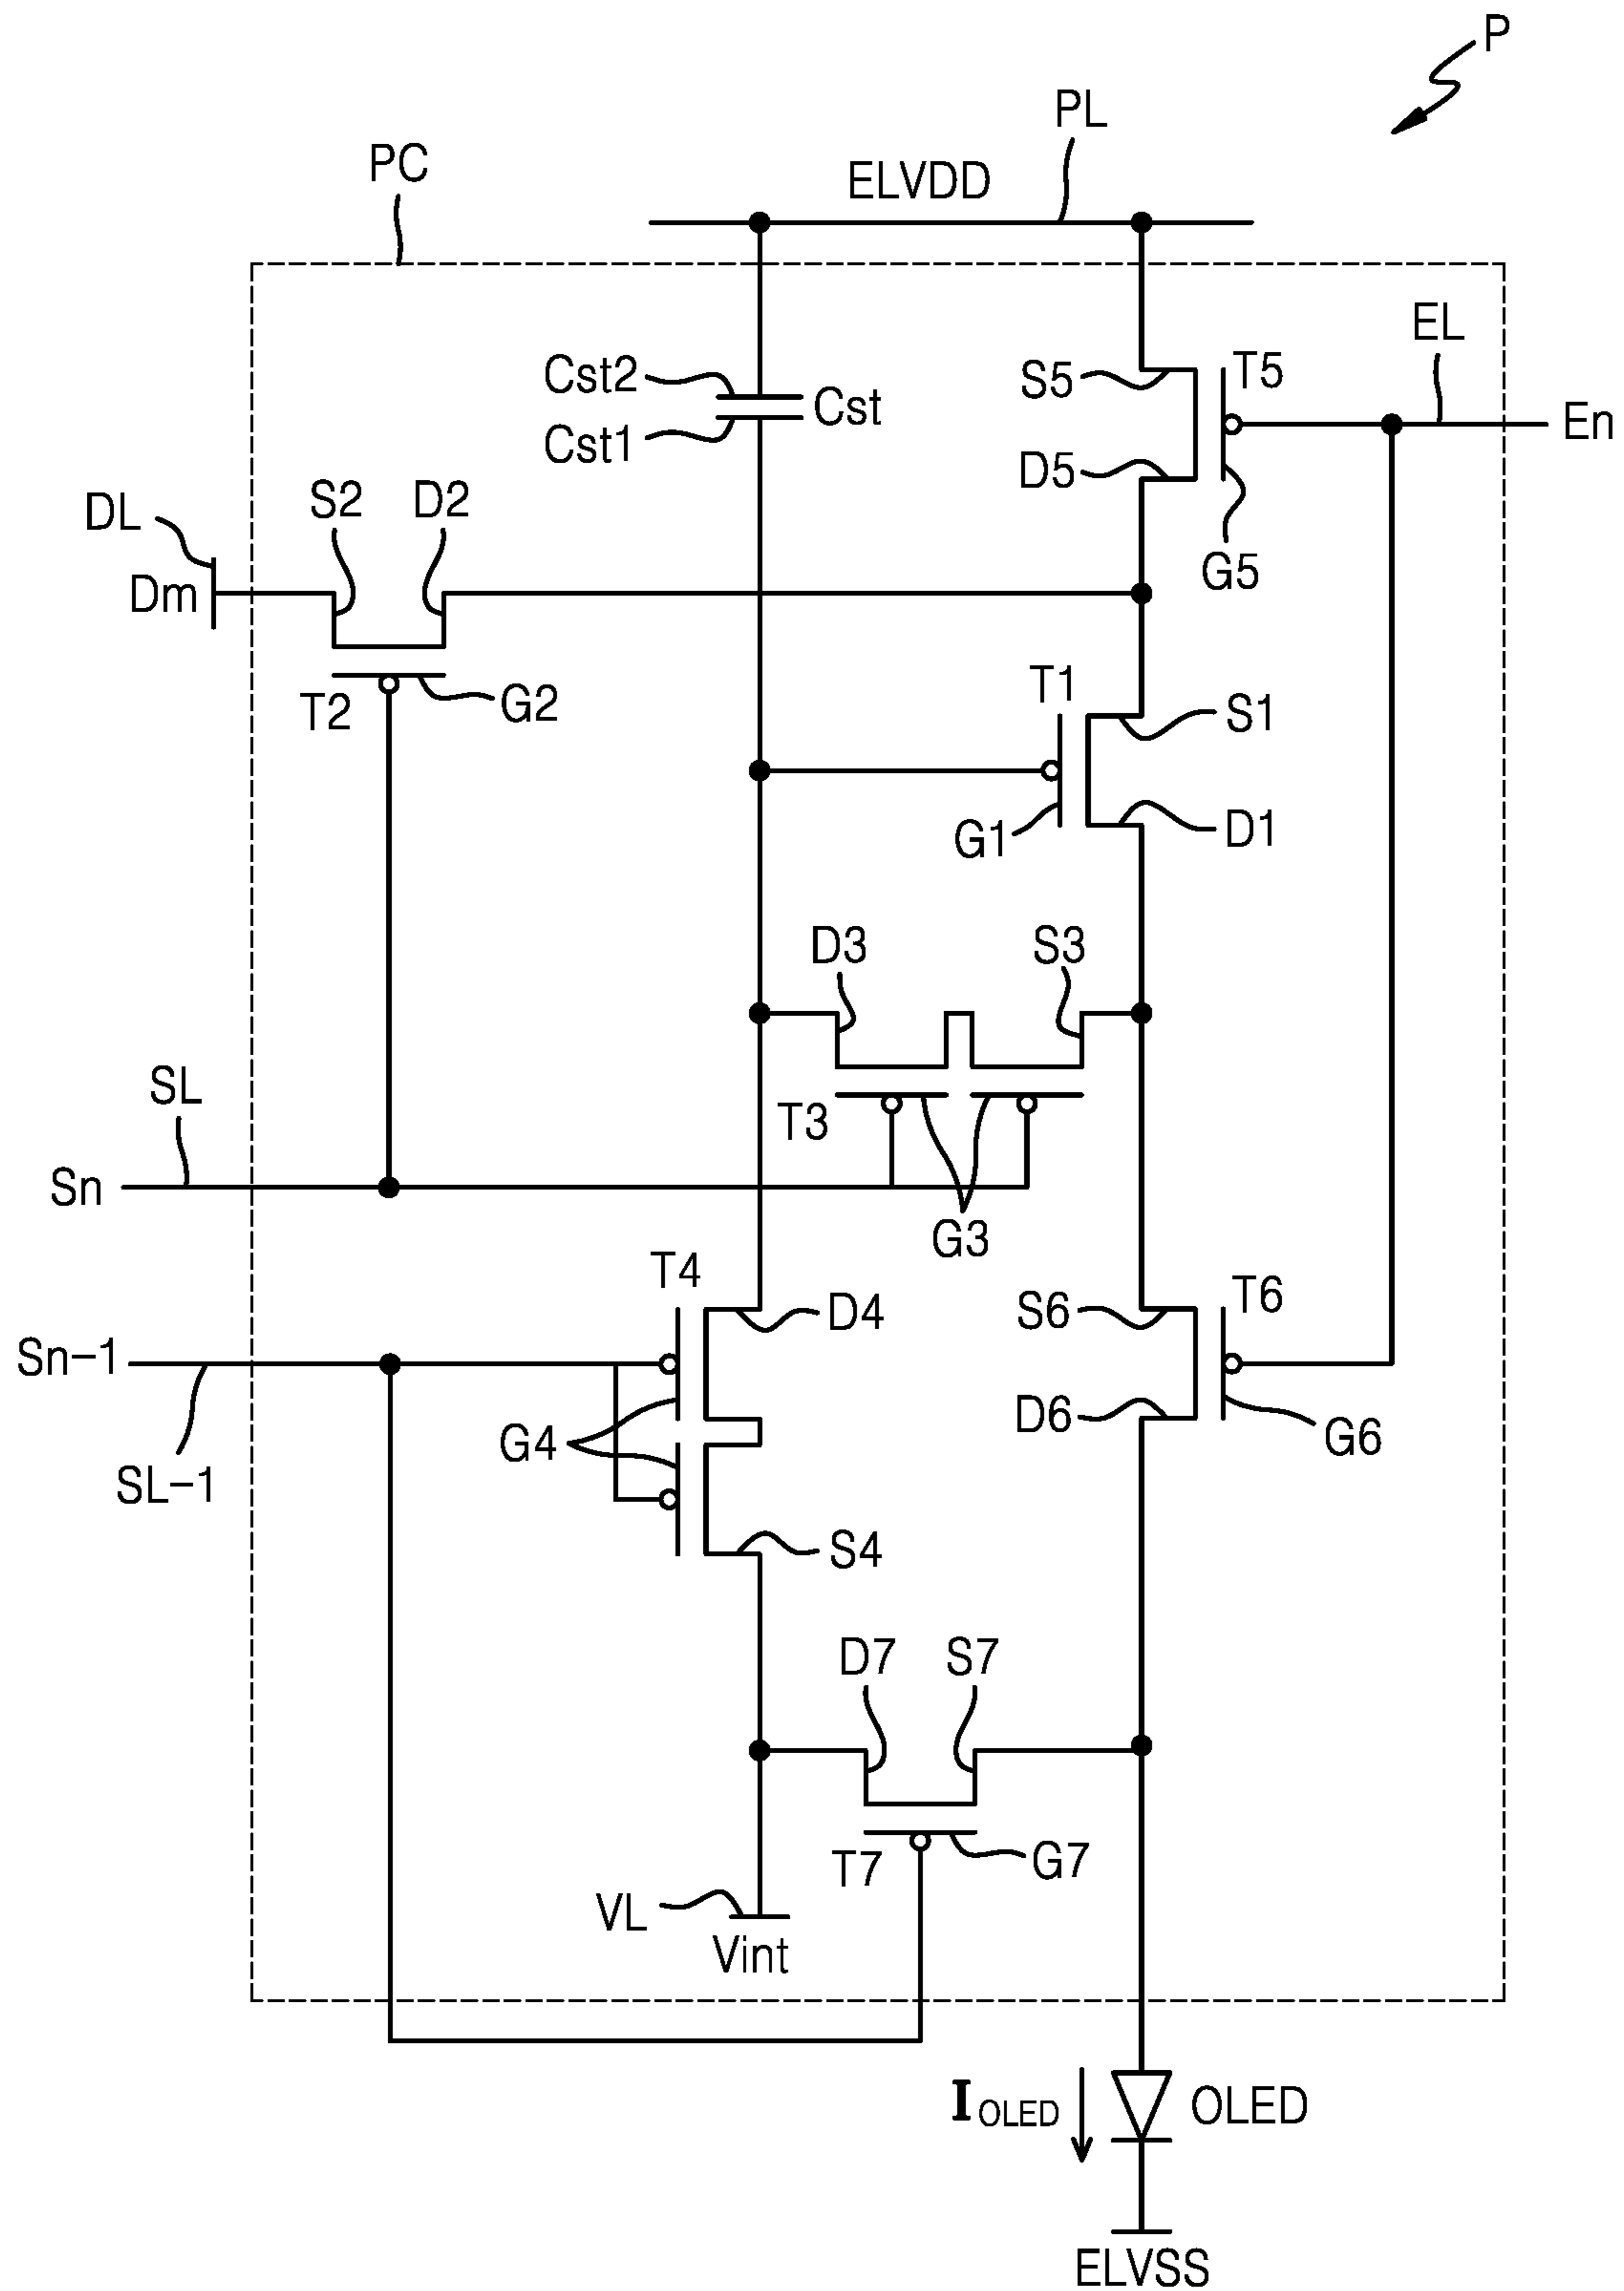 P
PL
PC
ELVDD
EL
Cst2
Cst
Cst1
S5
T5
En
D5
G5
DL
S2
D2
Dm
T2
G2
T1
S1
G1
D1
D3
S3
SL
T3
Sn
G3
T4
D4
S6
T6
Sn-1
G4
D6
G6
SL-1
S4
D7
S7
T7
G7
VL
Vint
IOLED
OLED
ELVSS